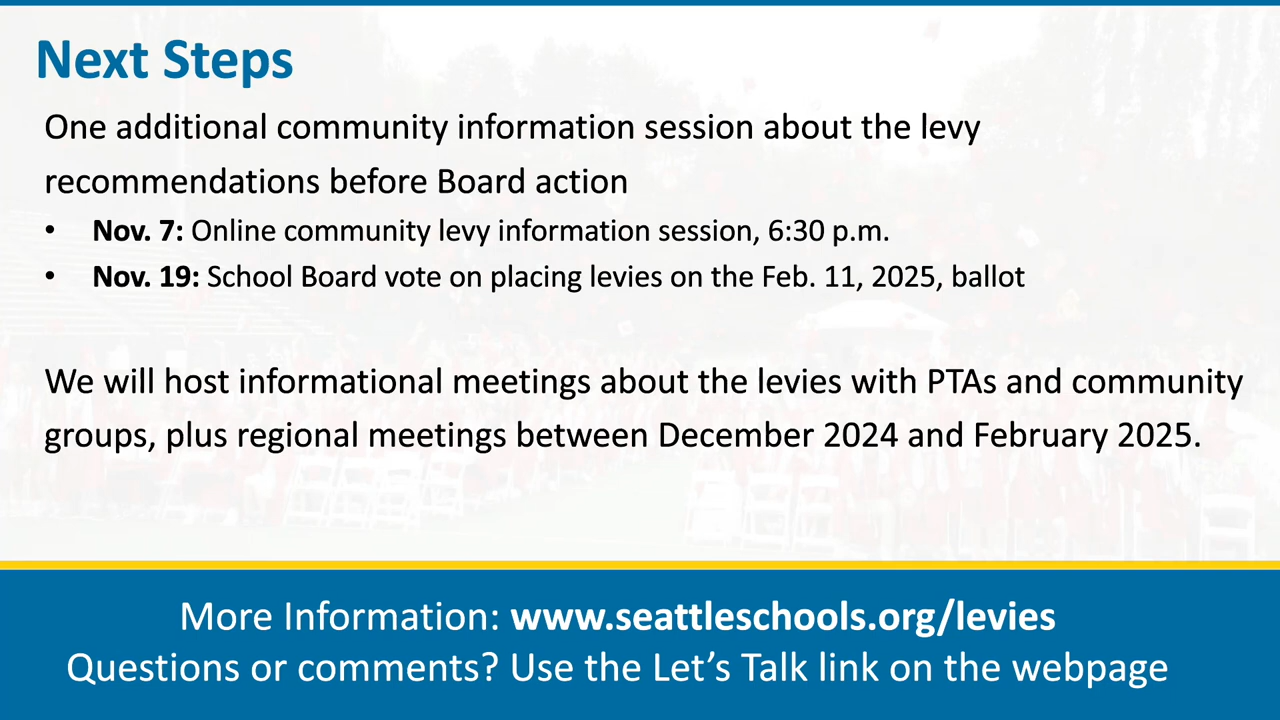 Next Steps
One additional community information session about the levy
recommendations before Board action
• Nov. 7: Online community levy information session, 6:30 p.m.
• Nov. 19: School Board vote on placing levies on the Feb. 11, 2025, ballot
We will host informational meetings about the levies with PTAs and community
groups, plus regional meetings between December 2024 and February 2025.
More Information: www.seattleschools.org/levies
Questions or comments? Use the Let’s Talk link on the webpage